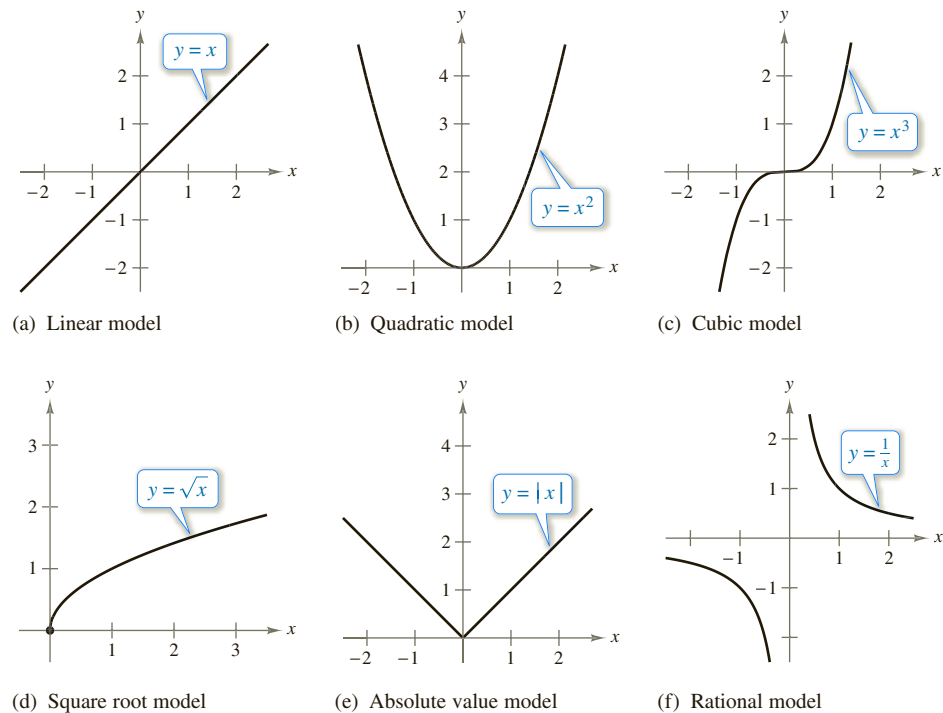 y
y = x
2
1
−2 −1 1 2 x
−1
−2
(a) Linear model
y
4
3
2
1
y = x²
−2 −1 1 2 x
(b) Quadratic model
y
2
1
y = x³
−2 −1 1 2 x
−1
−2
(c) Cubic model
y
3
2
1
y = √x
1 2 3 x
(d) Square root model
y
4
3
2
1
y = |x|
−2 −1 1 2 x
(e) Absolute value model
y
2
1
y = 1/x
−1 1 2 x
−1
(f) Rational model